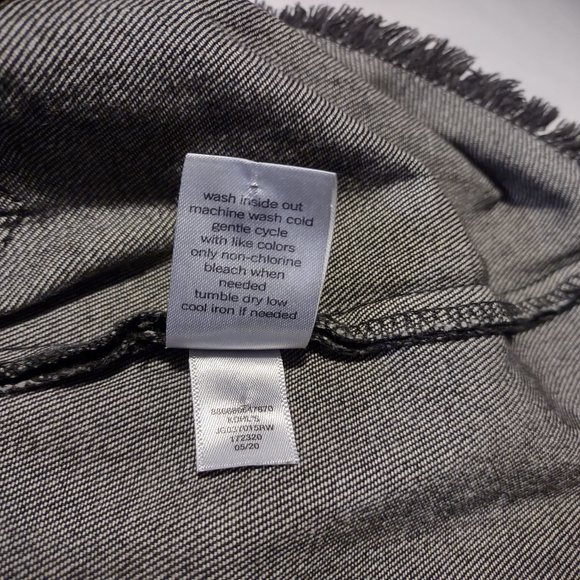 wash inside out
machine wash cold
gentle cycle
with like colors
only non-chlorine
bleach when
needed
tumble dry low
cool iron if needed
KOHL'S
172320
05/20